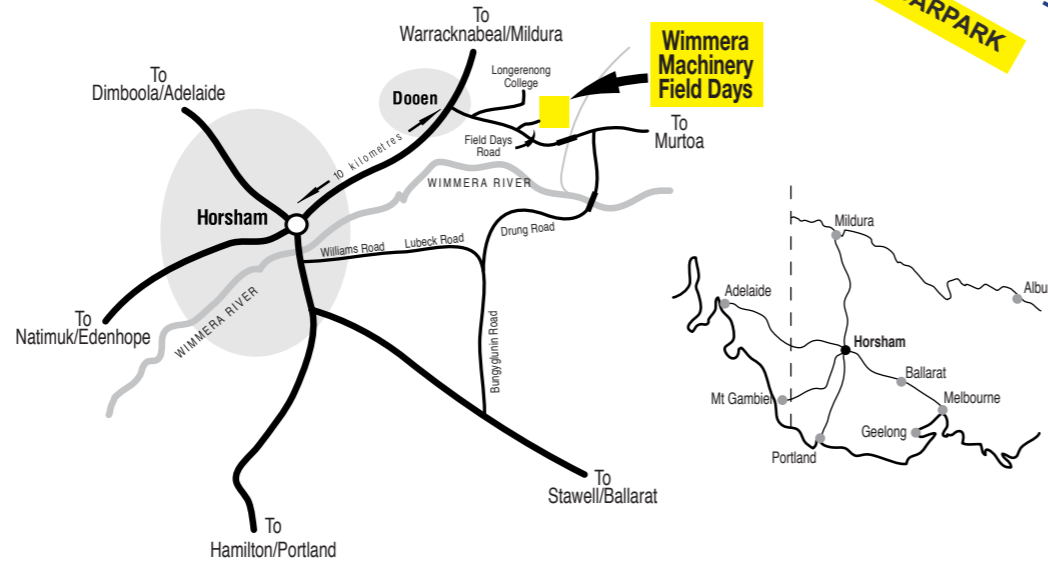 To
Warracknabeal/Mildura
To
Dimboola/Adelaide
Longerenong
College
Dooen
Wimmera
Machinery
Field Days
Field Days
Road
To
Murtoa
10 kilometres
WIMMERA RIVER
Horsham
Williams Road
Lubeck Road
Drung Road
To
Natimuk/Edenhope
WIMMERA RIVER
Bungyglunin Road
To
Stawell/Ballarat
To
Hamilton/Portland
Mildura
Adelaide
Albu
Horsham
Ballarat
Mt Gambier
Melbourne
Geelong
Portland
ARPARK